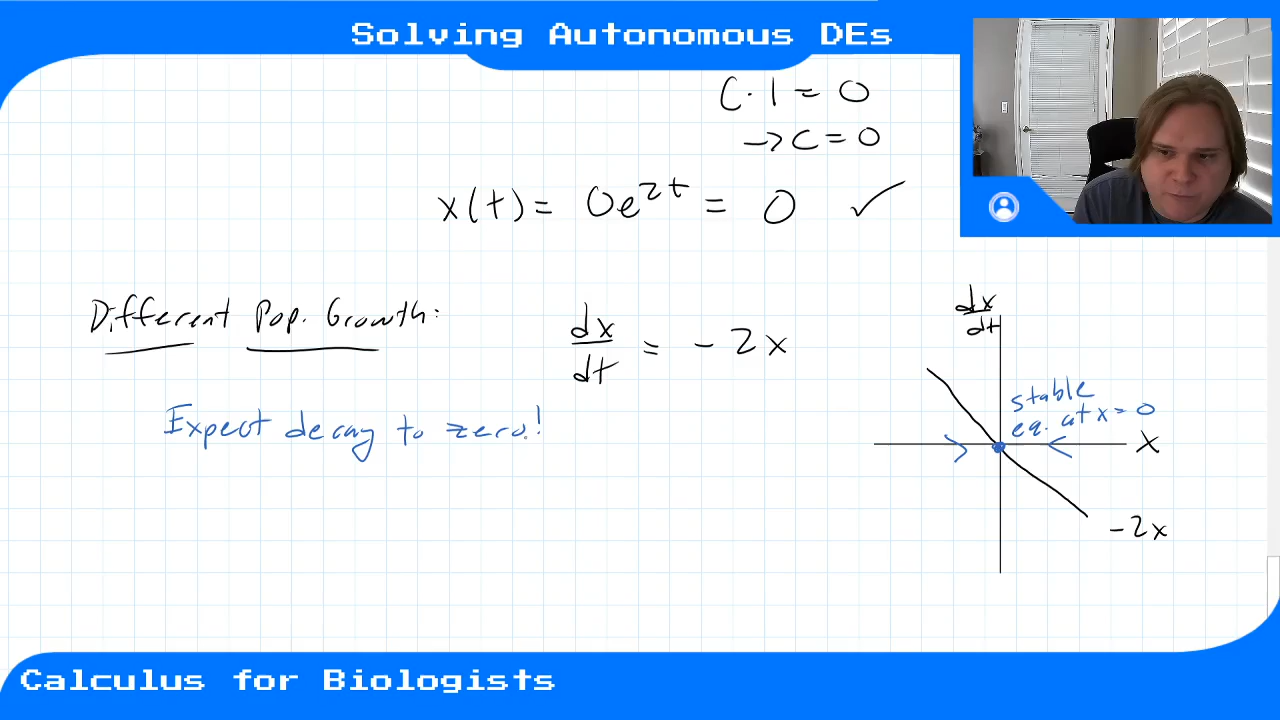 Solving Autonomous DEs
C · 1 = 0
→ C = 0
x(t) = 0e^{2t} = 0 ✓
Different Pop. Growth:
dx/dt = -2x
Expect decay to zero!
dx/dt
stable
eq. at x = 0
x
-2x
Calculus for Biologists